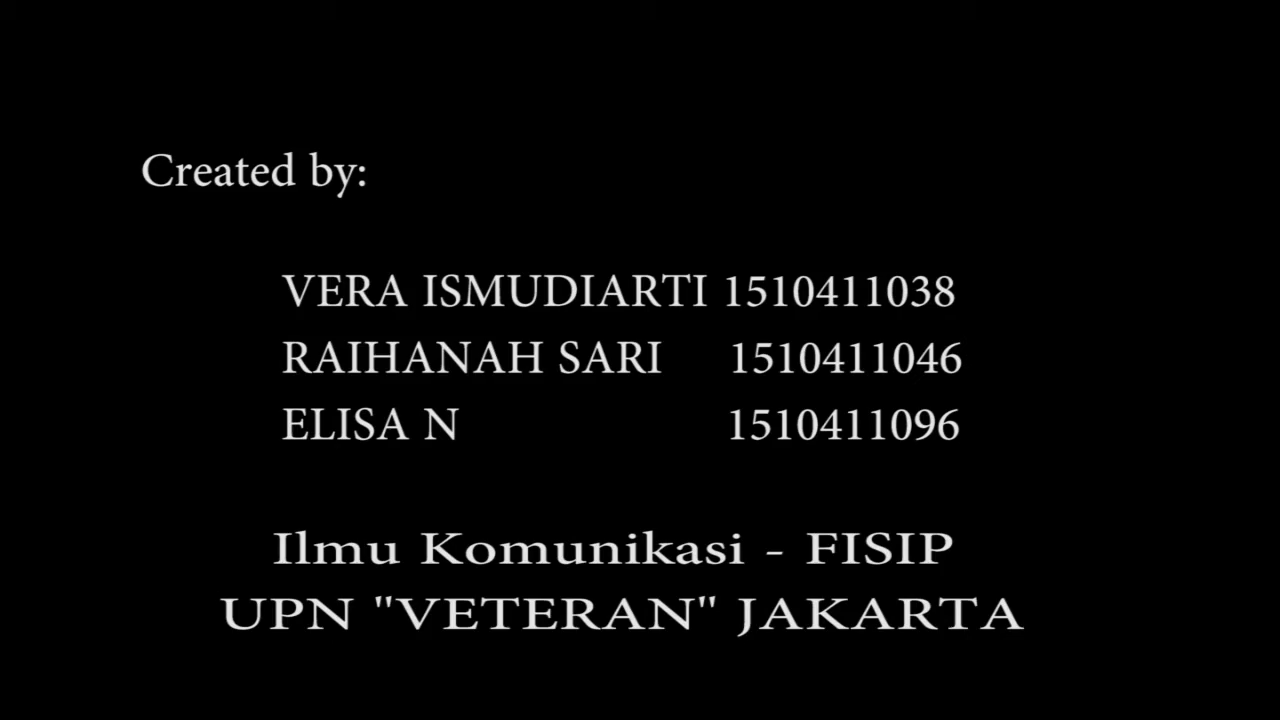 Created by:
VERA ISMUDIARTI 1510411038
RAIHANAH SARI 1510411046
ELISA N 1510411096
Ilmu Komunikasi - FISIP
UPN "VETERAN" JAKARTA